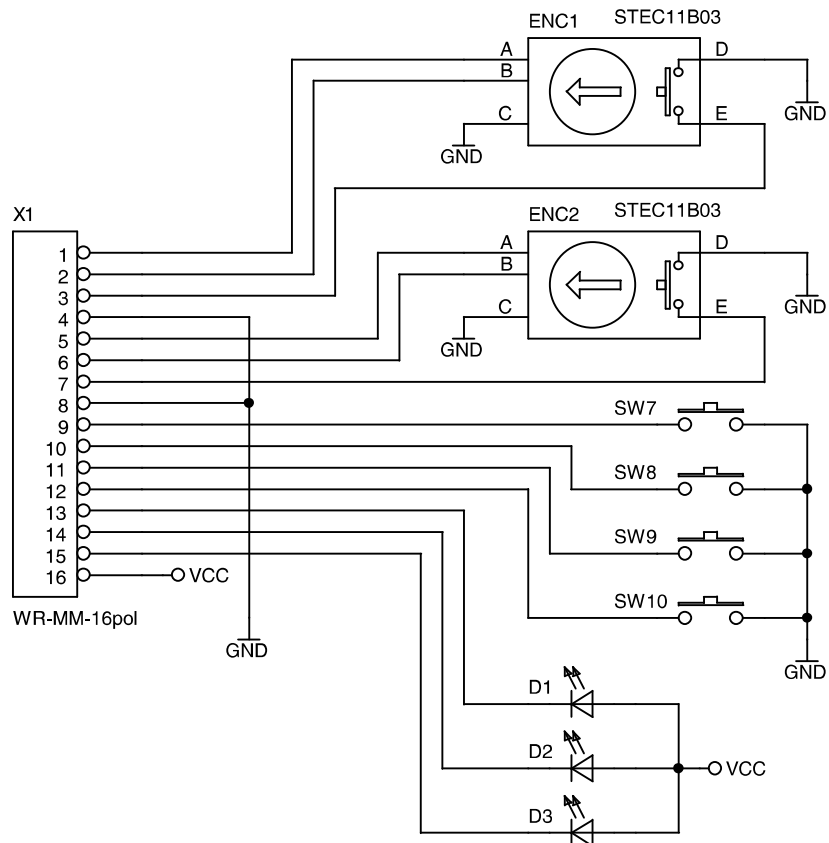 ENC1 STEC11B03
A
B
C
D
E
GND
GND
X1
ENC2 STEC11B03
A
B
C
D
E
GND
GND
1
2
3
4
5
6
7
8
9
10
11
12
13
14
15
16
VCC
WR-MM-16pol
GND
SW7
SW8
SW9
SW10
GND
D1
D2
D3
VCC